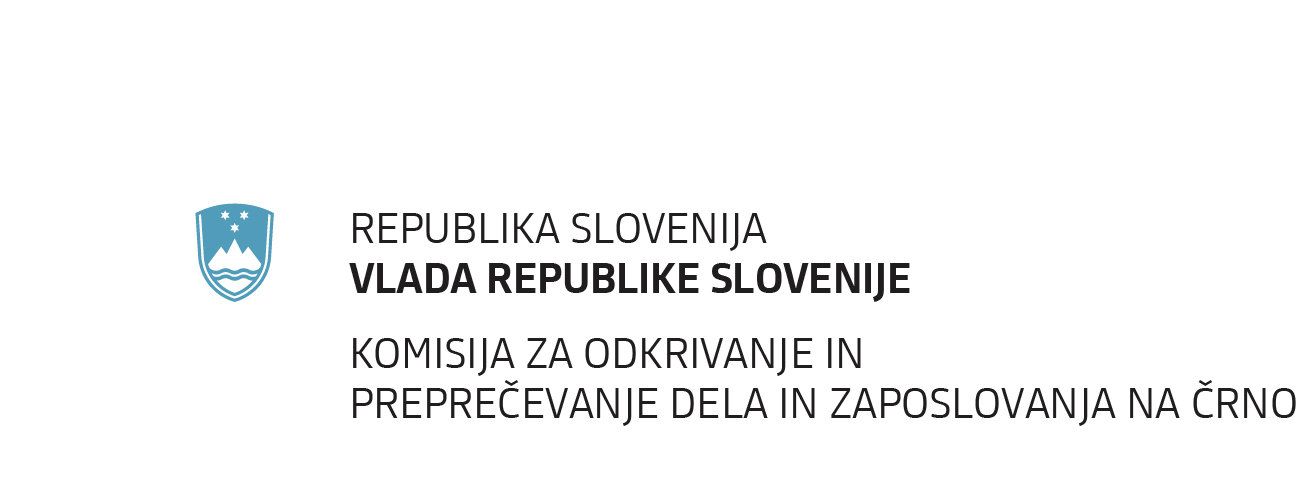 REPUBLIKA SLOVENIJA
VLADA REPUBLIKE SLOVENIJE
KOMISIJA ZA ODKRIVANJE IN
PREPREČEVANJE DELA IN ZAPOSLOVANJA NA ČRNO